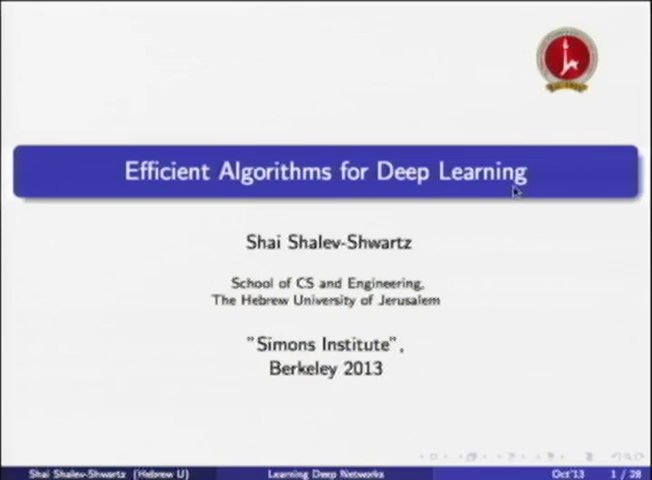 Efficient Algorithms for Deep Learning
Shai Shalev-Shwartz
School of CS and Engineering,
The Hebrew University of Jerusalem
"Simons Institute",
Berkeley 2013
Shai Shalev-Shwartz (Hebrew U)
Learning Deep Networks
Oct'13
1 / 28